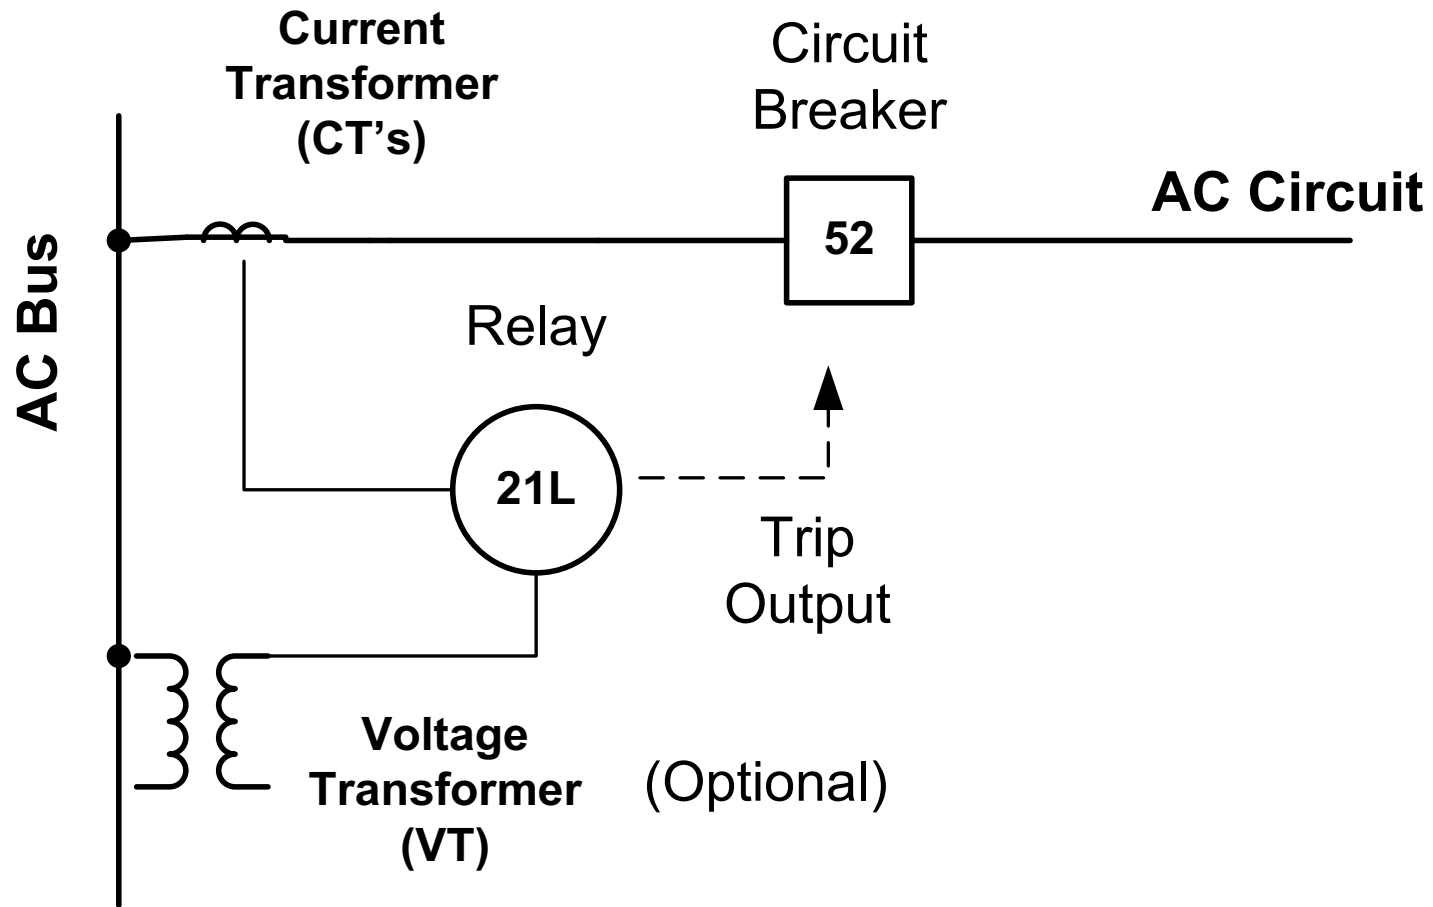 Current
Transformer
(CT’s)
Circuit
Breaker
AC Circuit
52
AC Bus
Relay
21L
Trip
Output
Voltage
Transformer
(VT)
(Optional)